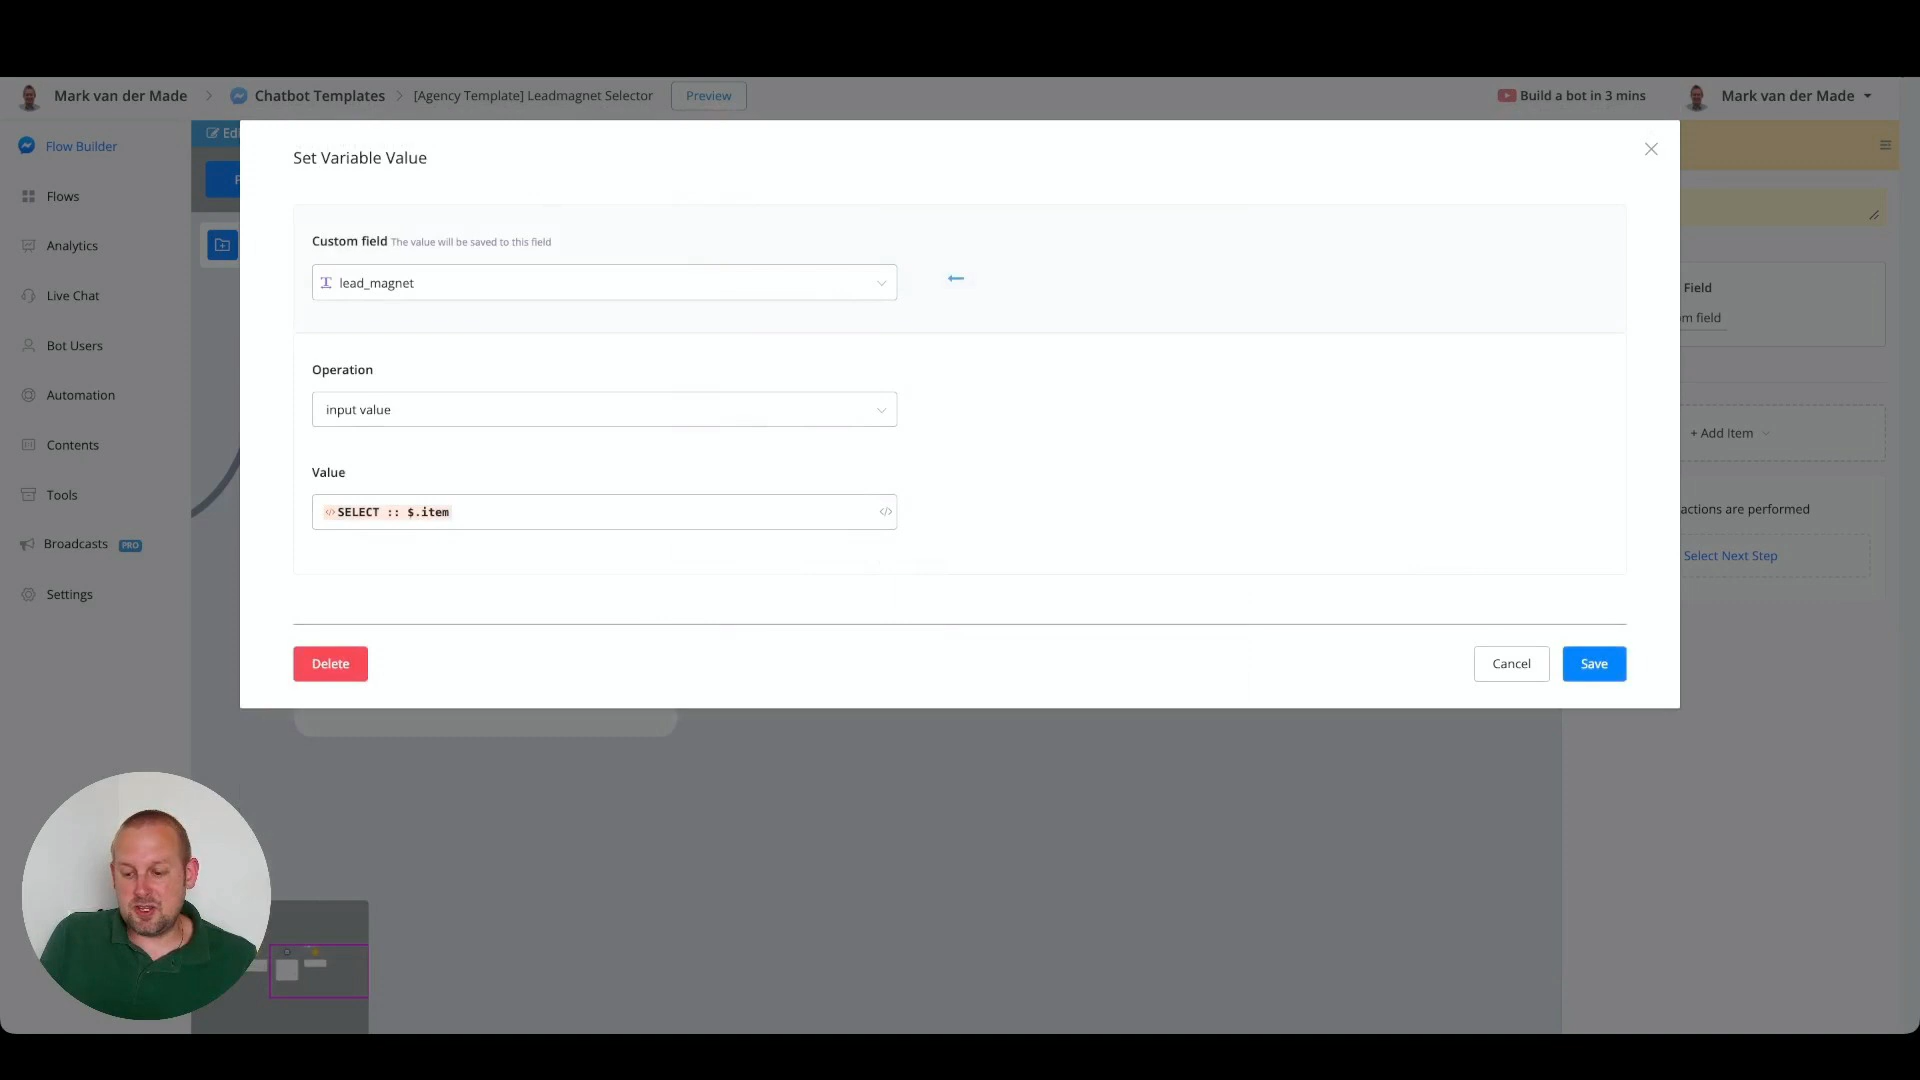 Mark van der Made
Chatbot Templates
[Agency Template] Leadmagnet Selector
Preview
Build a bot in 3 mins
Mark van der Made
Flow Builder
Flows
Analytics
Live Chat
Bot Users
Automation
Contents
Tools
Broadcasts PRO
Settings
Edi
F
Set Variable Value
Custom field The value will be saved to this field
lead_magnet
Operation
input value
Value
</>SELECT :: $.item
</>
Delete
Cancel
Save
Field
m field
+ Add Item
actions are performed
Select Next Step